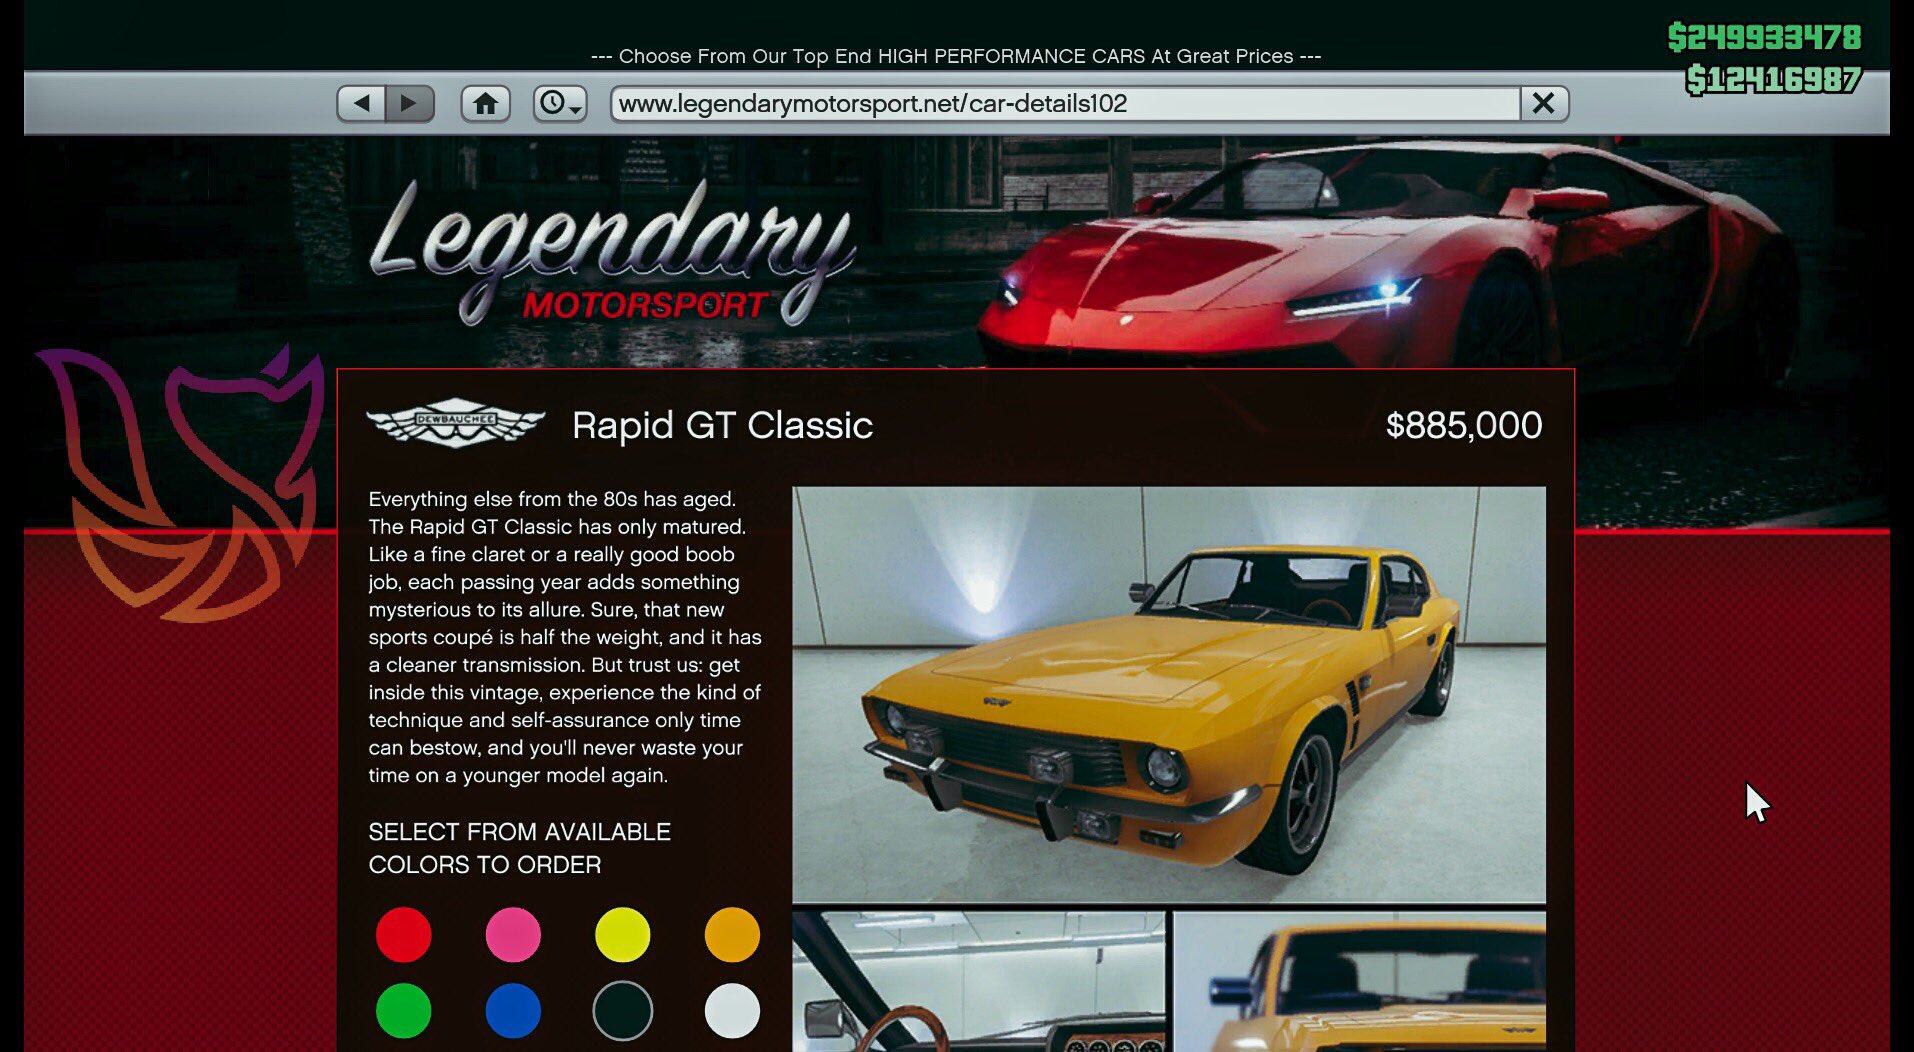 --- Choose From Our Top End HIGH PERFORMANCE CARS At Great Prices ---
$249933478
$12416987
www.legendarymotorsport.net/car-details102
Legendary
MOTORSPORT
DEWBAUCHEE
Rapid GT Classic
$885,000
Everything else from the 80s has aged.
The Rapid GT Classic has only matured.
Like a fine claret or a really good boob
job, each passing year adds something
mysterious to its allure. Sure, that new
sports coupé is half the weight, and it has
a cleaner transmission. But trust us: get
inside this vintage, experience the kind of
technique and self-assurance only time
can bestow, and you'll never waste your
time on a younger model again.
SELECT FROM AVAILABLE
COLORS TO ORDER